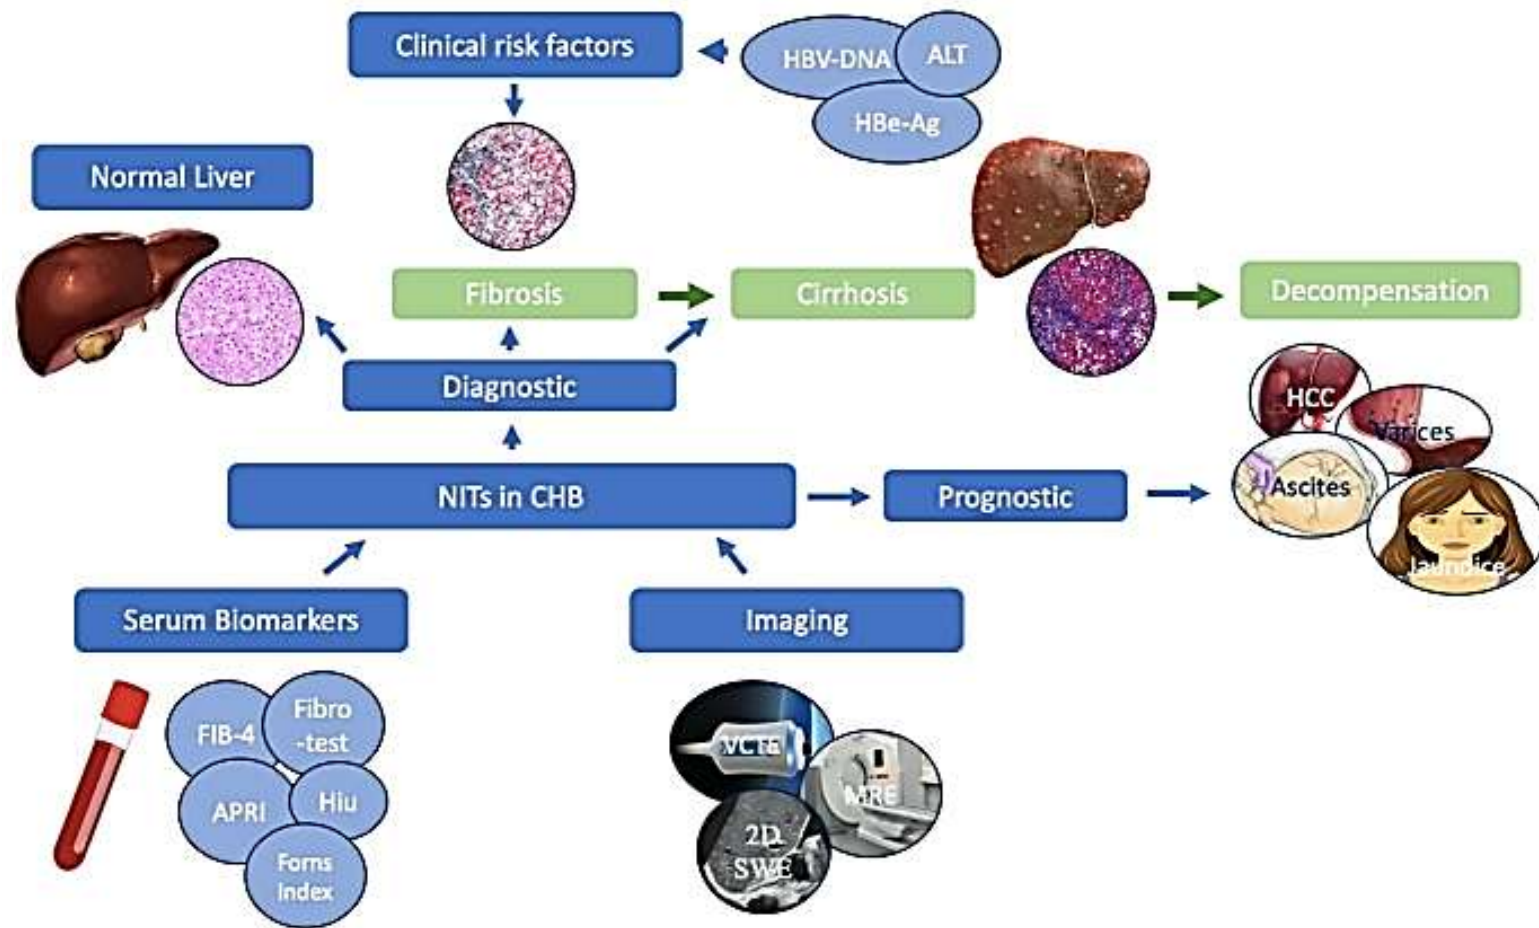 Clinical risk factors
HBV-DNA
ALT
HBe-Ag
Normal Liver
Fibrosis
Cirrhosis
Decompensation
Diagnostic
HCC
Varices
NITs in CHB
Prognostic
Ascites
Jaundice
Serum Biomarkers
Imaging
FIB-4
Fibro
-test
VCTE
APRI
Hiu
MRE
2D
SWE
Forns
Index